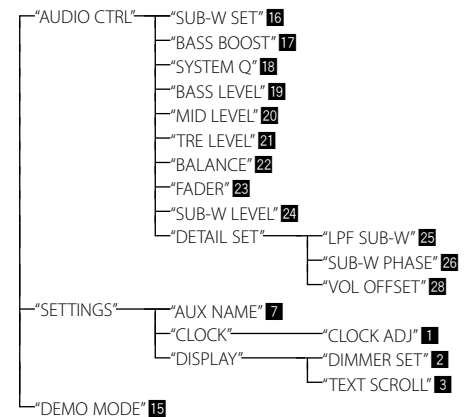 “AUDIO CTRL” “SUB-W SET” 16
“BASS BOOST” 17
“SYSTEM Q” 18
“BASS LEVEL” 19
“MID LEVEL” 20
“TRE LEVEL” 21
“BALANCE” 22
“FADER” 23
“SUB-W LEVEL” 24
“DETAIL SET” “LPF SUB-W” 25
“SUB-W PHASE” 26
“VOL OFFSET” 28
“SETTINGS” “AUX NAME” 7
“CLOCK” “CLOCK ADJ” 1
“DISPLAY” “DIMMER SET” 2
“TEXT SCROLL” 3
“DEMO MODE” 15